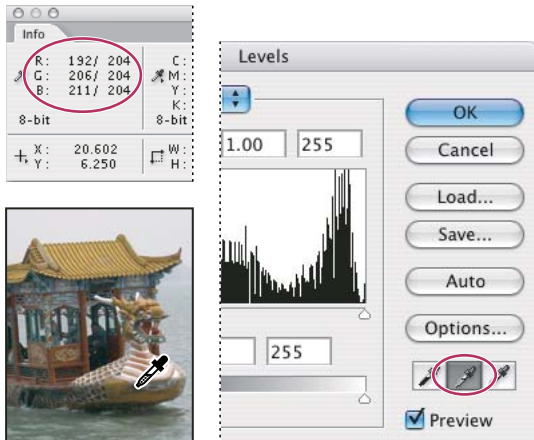 Info
R: 192/ 204 C:
G: 206/ 204 M:
B: 211/ 204 Y:
K:
8-bit 8-bit
X: 20.602 W:
Y: 6.250 H:
Levels
1.00 255
255
OK
Cancel
Load...
Save...
Auto
Options...
Preview